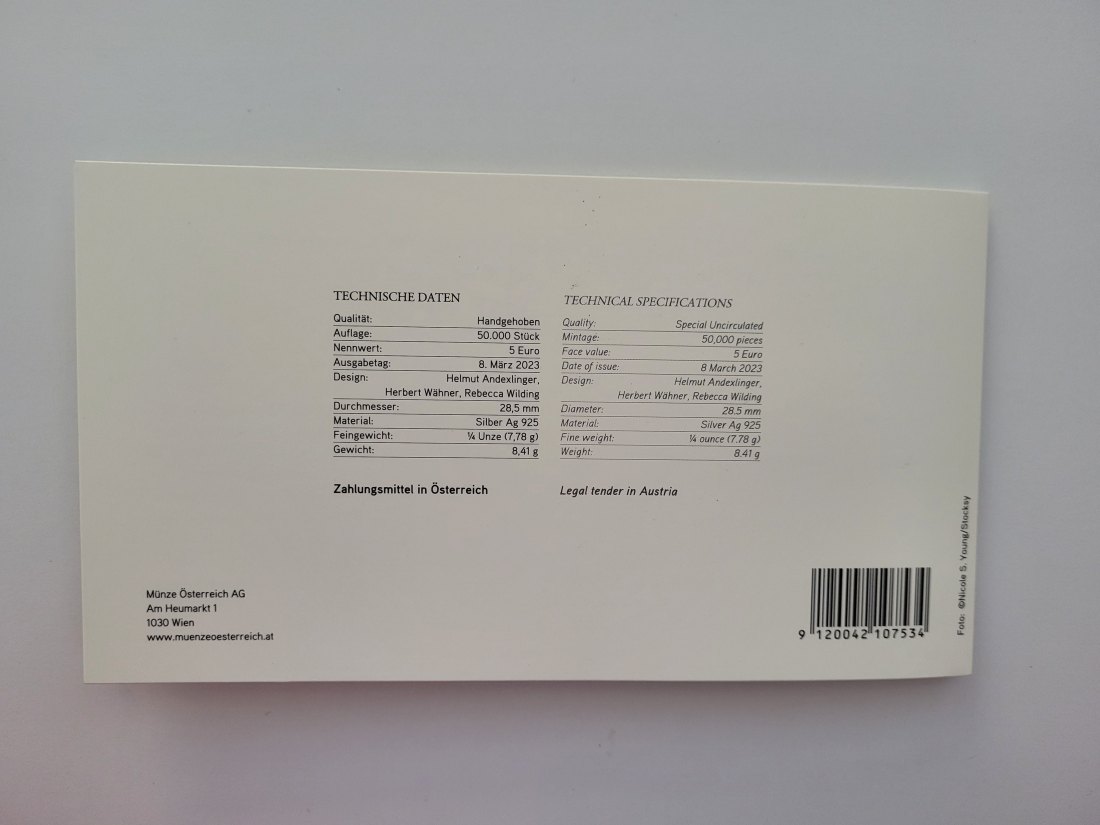 TECHNISCHE DATEN
Qualität: Handgehoben
Auflage: 50.000 Stück
Nennwert: 5 Euro
Ausgabetag: 8. März 2023
Design: Helmut Andexlinger,
Herbert Wähner, Rebecca Wilding
Durchmesser: 28,5 mm
Material: Silber Ag 925
Feingewicht: ¼ Unze (7,78 g)
Gewicht: 8,41 g
Zahlungsmittel in Österreich
TECHNICAL SPECIFICATIONS
Quality: Special Uncirculated
Mintage: 50,000 pieces
Face value: 5 Euro
Date of issue: 8 March 2023
Design: Helmut Andexlinger,
Herbert Wähner, Rebecca Wilding
Diameter: 28.5 mm
Material: Silver Ag 925
Fine weight: ¼ ounce (7.78 g)
Weight: 8.41 g
Legal tender in Austria
Münze Österreich AG
Am Heumarkt 1
1030 Wien
www.muenzeoesterreich.at
9 120042 107534
Foto: ©Nicole S. Young/Stocksy